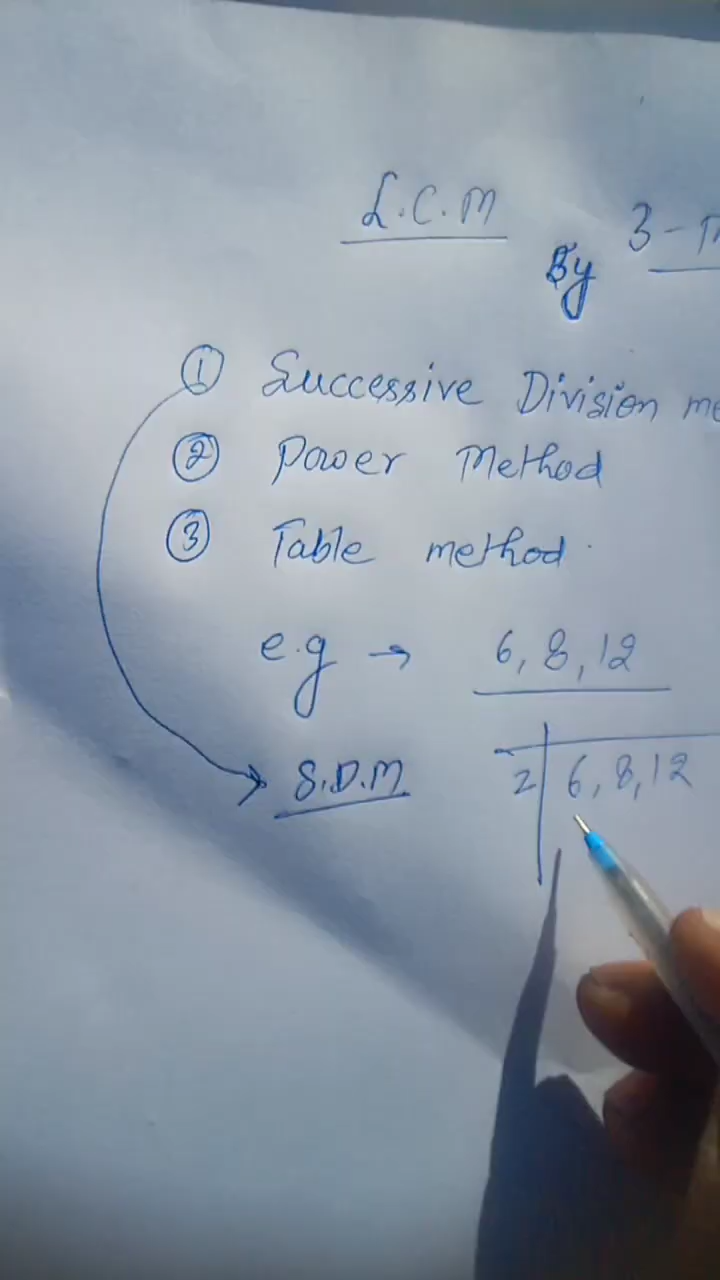 L.C.M
By 3-
① Successive Division
② Power Method
③ Table method.
e.g → 6, 8, 12
S.D.M
2 | 6, 8, 12